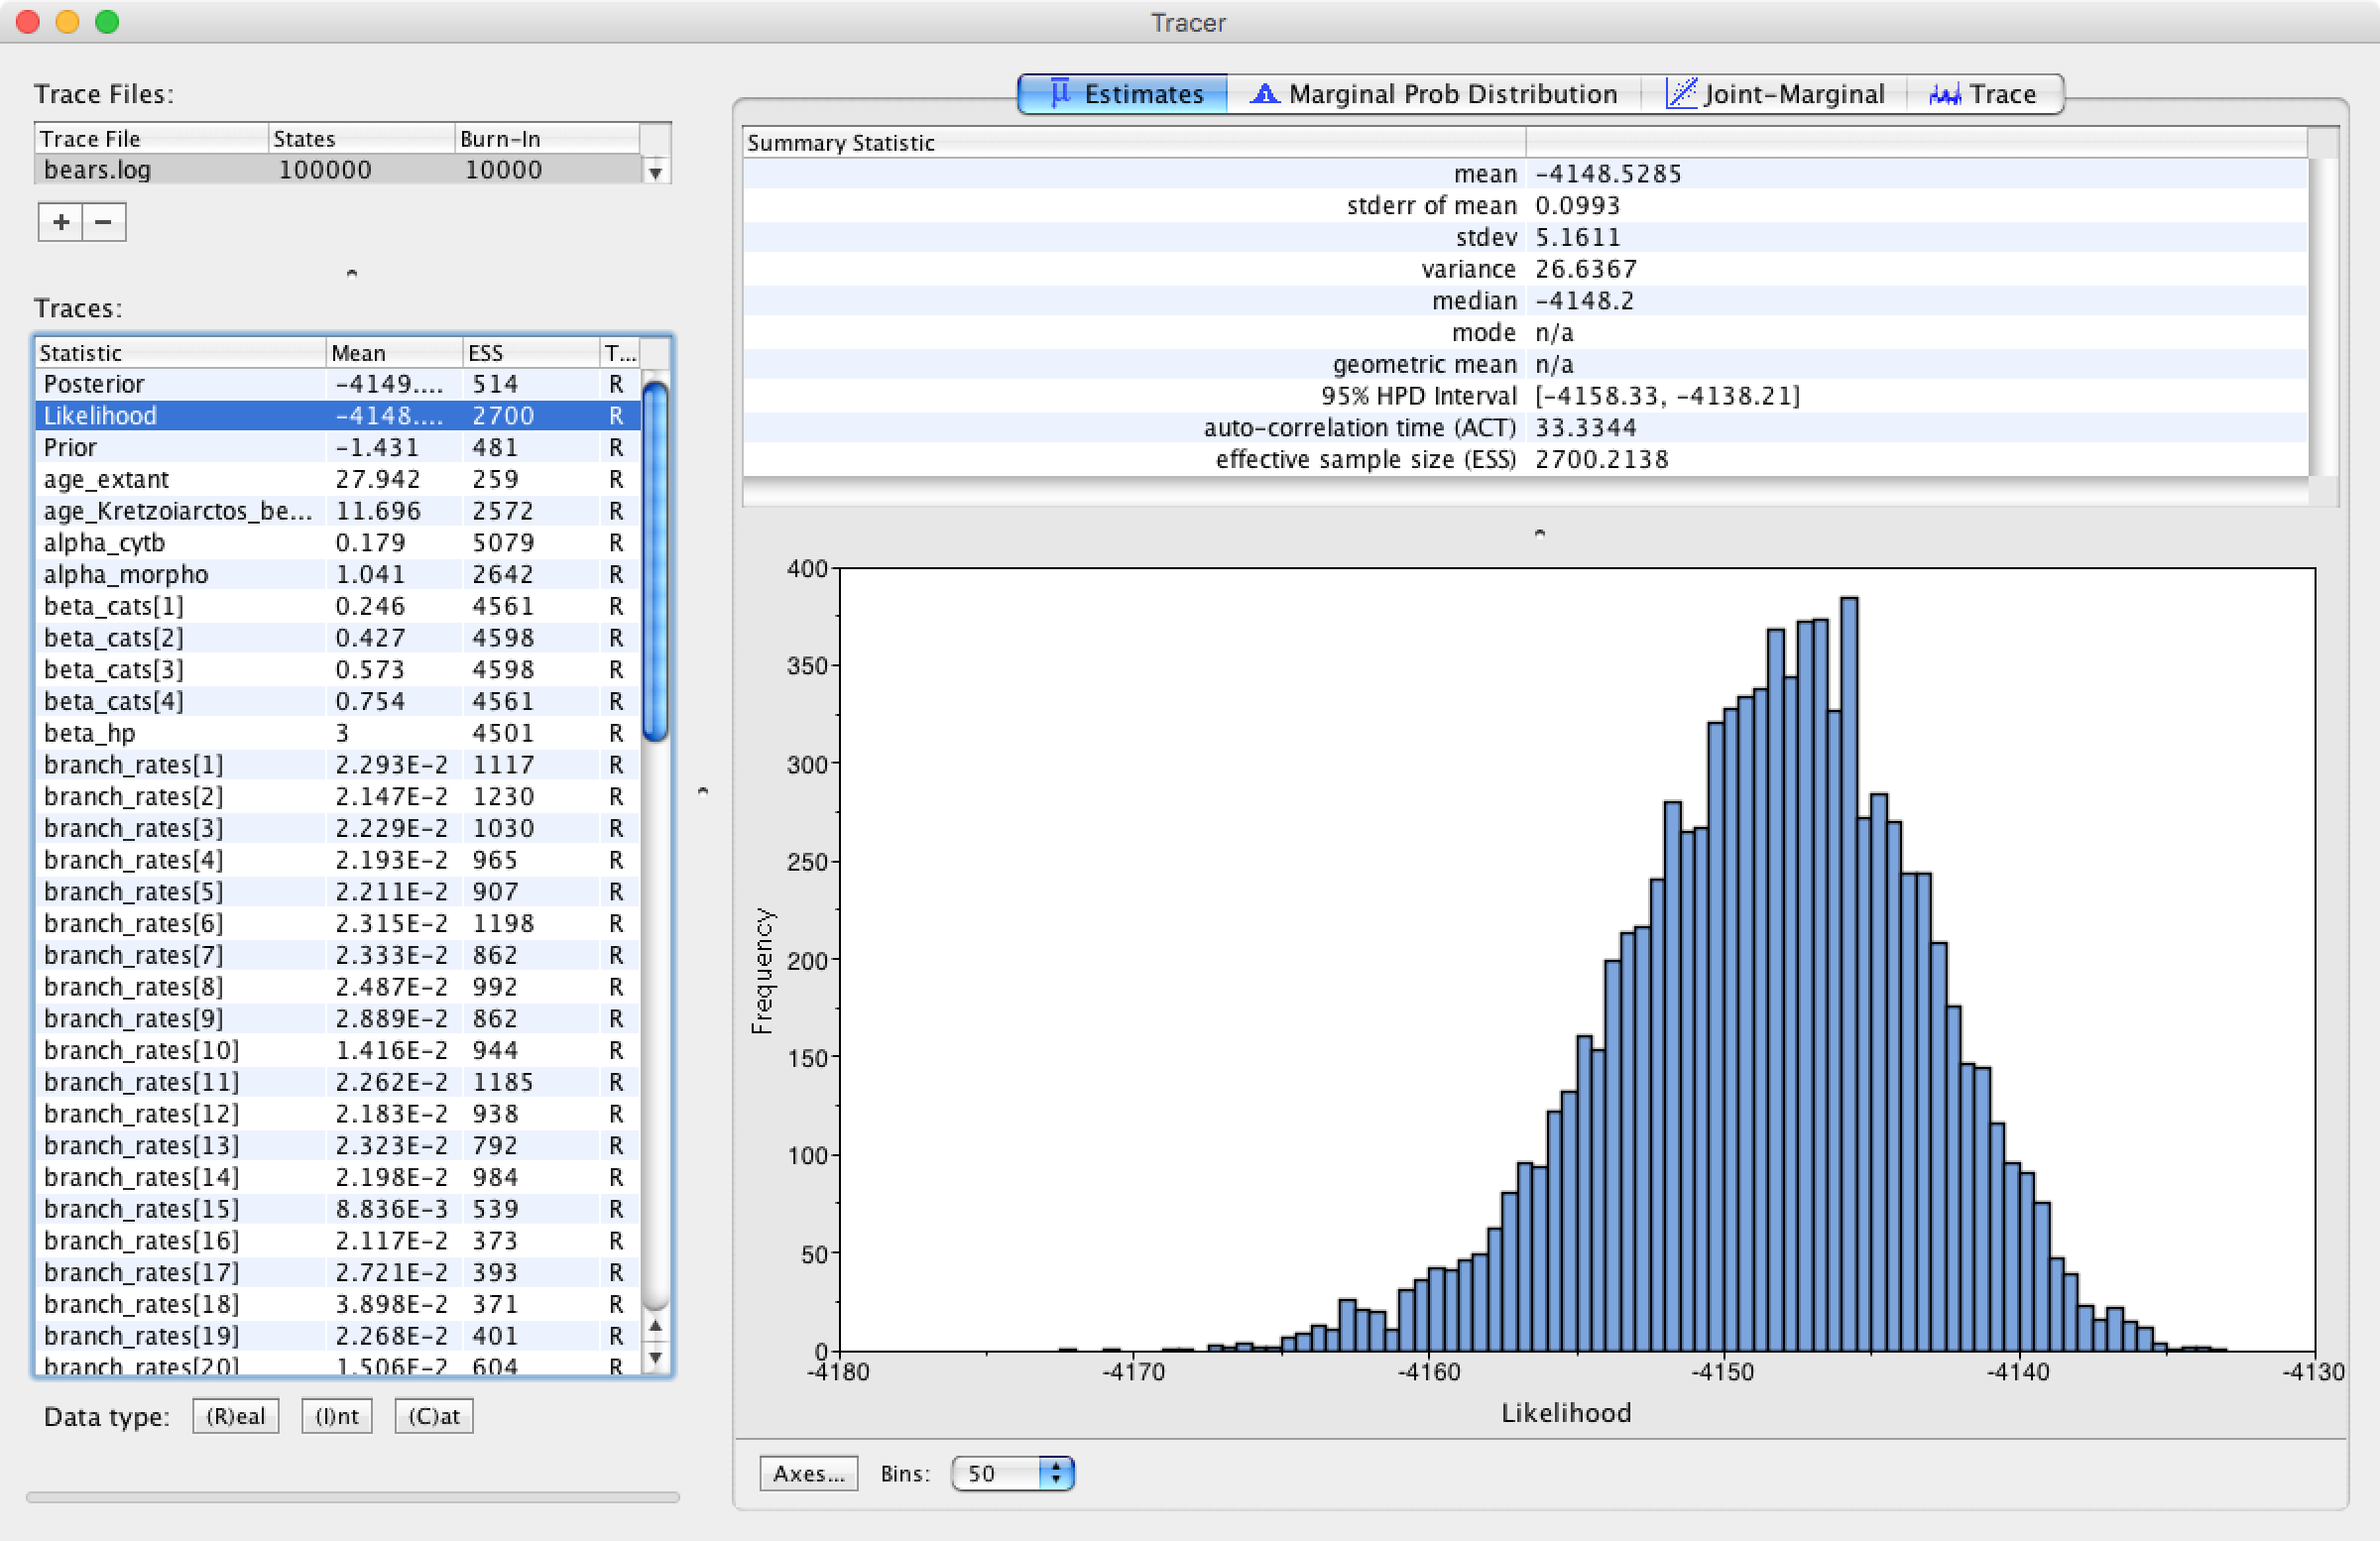 Tracer
Trace Files:
Trace File States Burn-In
bears.log 100000 10000
+ −
Traces:
Statistic Mean ESS T...
Posterior -4149.... 514 R
Likelihood -4148.... 2700 R
Prior -1.431 481 R
age_extant 27.942 259 R
age_Kretzoiarctos_be... 11.696 2572 R
alpha_cytb 0.179 5079 R
alpha_morpho 1.041 2642 R
beta_cats[1] 0.246 4561 R
beta_cats[2] 0.427 4598 R
beta_cats[3] 0.573 4598 R
beta_cats[4] 0.754 4561 R
beta_hp 3 4501 R
branch_rates[1] 2.293E-2 1117 R
branch_rates[2] 2.147E-2 1230 R
branch_rates[3] 2.229E-2 1030 R
branch_rates[4] 2.193E-2 965 R
branch_rates[5] 2.211E-2 907 R
branch_rates[6] 2.315E-2 1198 R
branch_rates[7] 2.333E-2 862 R
branch_rates[8] 2.487E-2 992 R
branch_rates[9] 2.889E-2 862 R
branch_rates[10] 1.416E-2 944 R
branch_rates[11] 2.262E-2 1185 R
branch_rates[12] 2.183E-2 938 R
branch_rates[13] 2.323E-2 792 R
branch_rates[14] 2.198E-2 984 R
branch_rates[15] 8.836E-3 539 R
branch_rates[16] 2.117E-2 373 R
branch_rates[17] 2.721E-2 393 R
branch_rates[18] 3.898E-2 371 R
branch_rates[19] 2.268E-2 401 R
branch_rates[20] 1.506E-2 604 R
Data type: (R)eal (I)nt (C)at
μ Estimates Marginal Prob Distribution Joint-Marginal Trace
Summary Statistic
mean -4148.5285
stderr of mean 0.0993
stdev 5.1611
variance 26.6367
median -4148.2
mode n/a
geometric mean n/a
95% HPD Interval [-4158.33, -4138.21]
auto-correlation time (ACT) 33.3344
effective sample size (ESS) 2700.2138
400
350
300
250
200
150
100
50
0
Frequency
-4180 -4170 -4160 -4150 -4140 -4130
Likelihood
Axes... Bins: 50